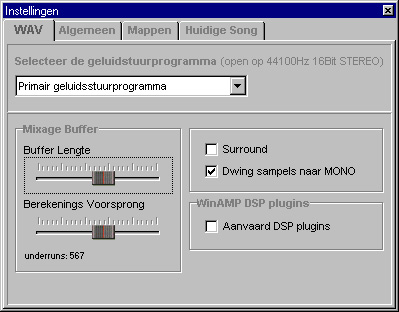 Instellingen
WAV Algemeen Mappen Huidige Song
Selecteer de geluidstuurprogramma (open op 44100Hz 16Bit STEREO)
Primair geluidsstuurprogramma
Mixage Buffer
Buffer Lengte
Berekenings Voorsprong
underruns: 567
Surround
Dwing sampels naar MONO
WinAMP DSP plugins
Aanvaard DSP plugins